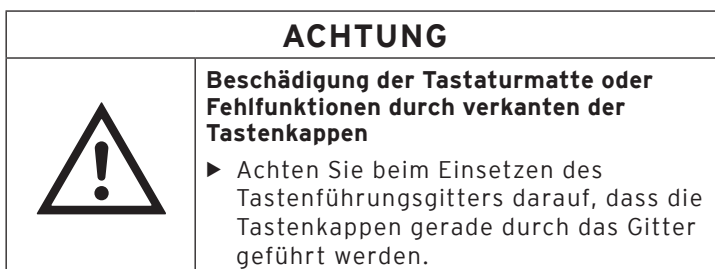 ACHTUNG
Beschädigung der Tastaturmatte oder
Fehlfunktionen durch verkanten der
Tastenkappen
▶ Achten Sie beim Einsetzen des
Tastenführungsgitters darauf, dass die
Tastenkappen gerade durch das Gitter
geführt werden.